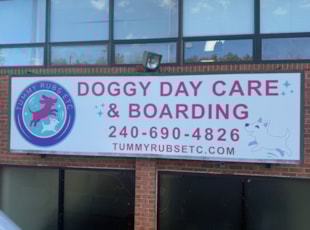 TUMMY RUBS ETC.
DOGGY DAY CARE
& BOARDING
240-690-4826
TUMMYRUBSETC.COM